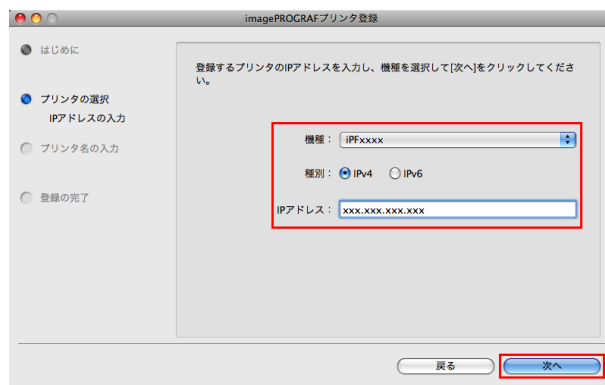 imagePROGRAFプリンタ登録
はじめに
プリンタの選択
IPアドレスの入力
プリンタ名の入力
登録の完了
登録するプリンタのIPアドレスを入力し、機種を選択して[次へ]をクリックしてくださ
い。
機種： iPFxxxx
種別： IPv4 IPv6
IPアドレス： xxx.xxx.xxx.xxx
戻る 次へ